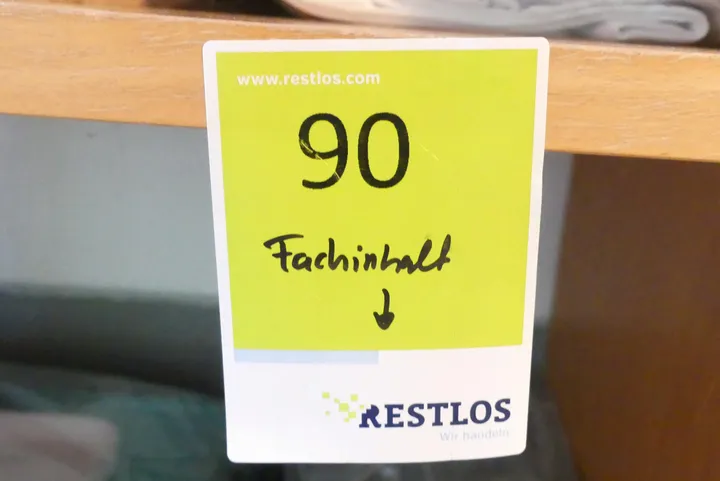 www.restlos.com
90
Fachinhalt
↓
RESTLOS
Wir handeln